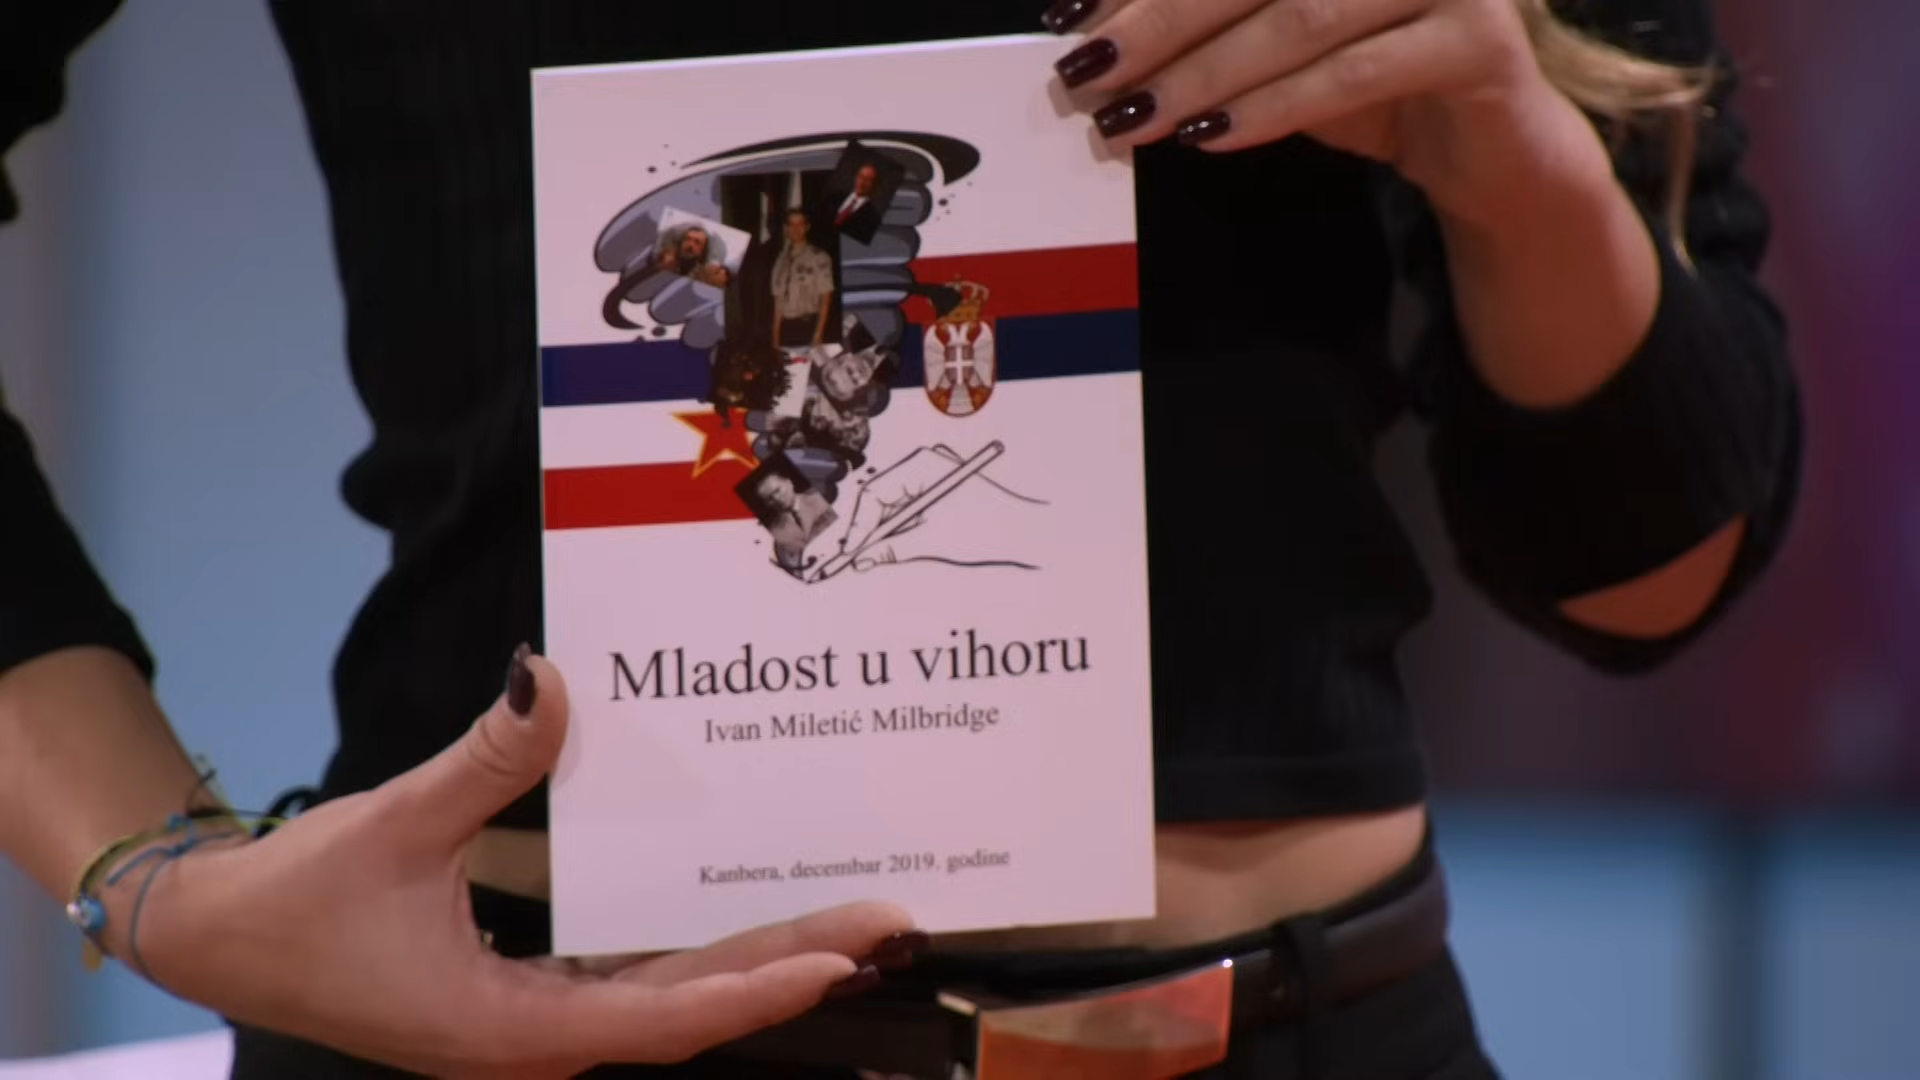 Mladost u vihoru
Ivan Miletić Milbridge
Kanbera, decembar 2019. godine